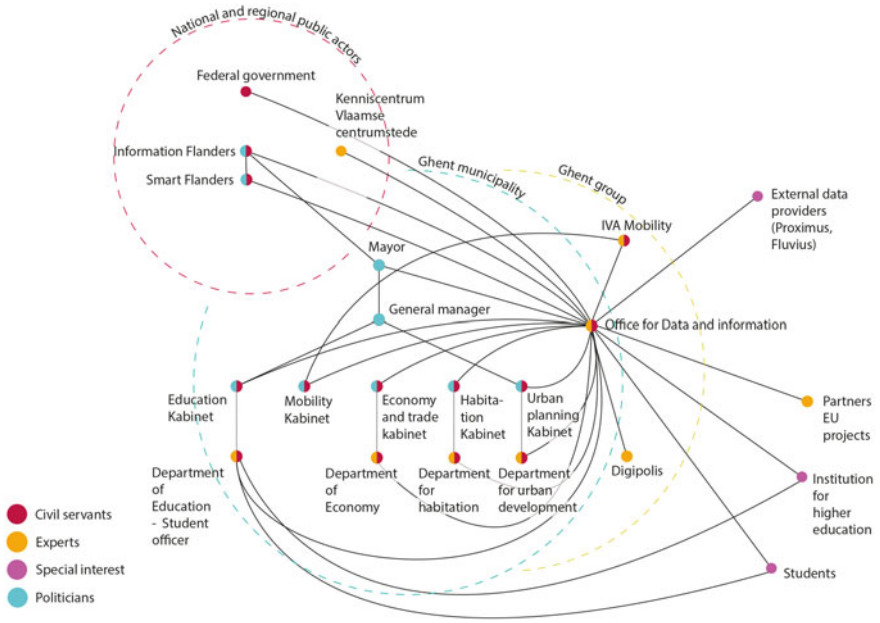 National and regional public actors
Federal government
Kenniscentrum
Vlaamse
centrumstede
Information Flanders
Smart Flanders
Ghent municipality
Ghent group
IVA Mobility
External data
providers
(Proximus,
Fluvius)
Mayor
General manager
Office for Data and information
Education
Kabinet
Mobility
Kabinet
Economy
and trade
kabinet
Habita-
tion
Kabinet
Urban
planning
Kabinet
Partners
EU
projects
Department
of
Education
- Student
officer
Department
of
Economy
Department
for
habitation
Department
for urban
development
Digipolis
Institution
for
higher
education
Students
Civil servants
Experts
Special interest
Politicians